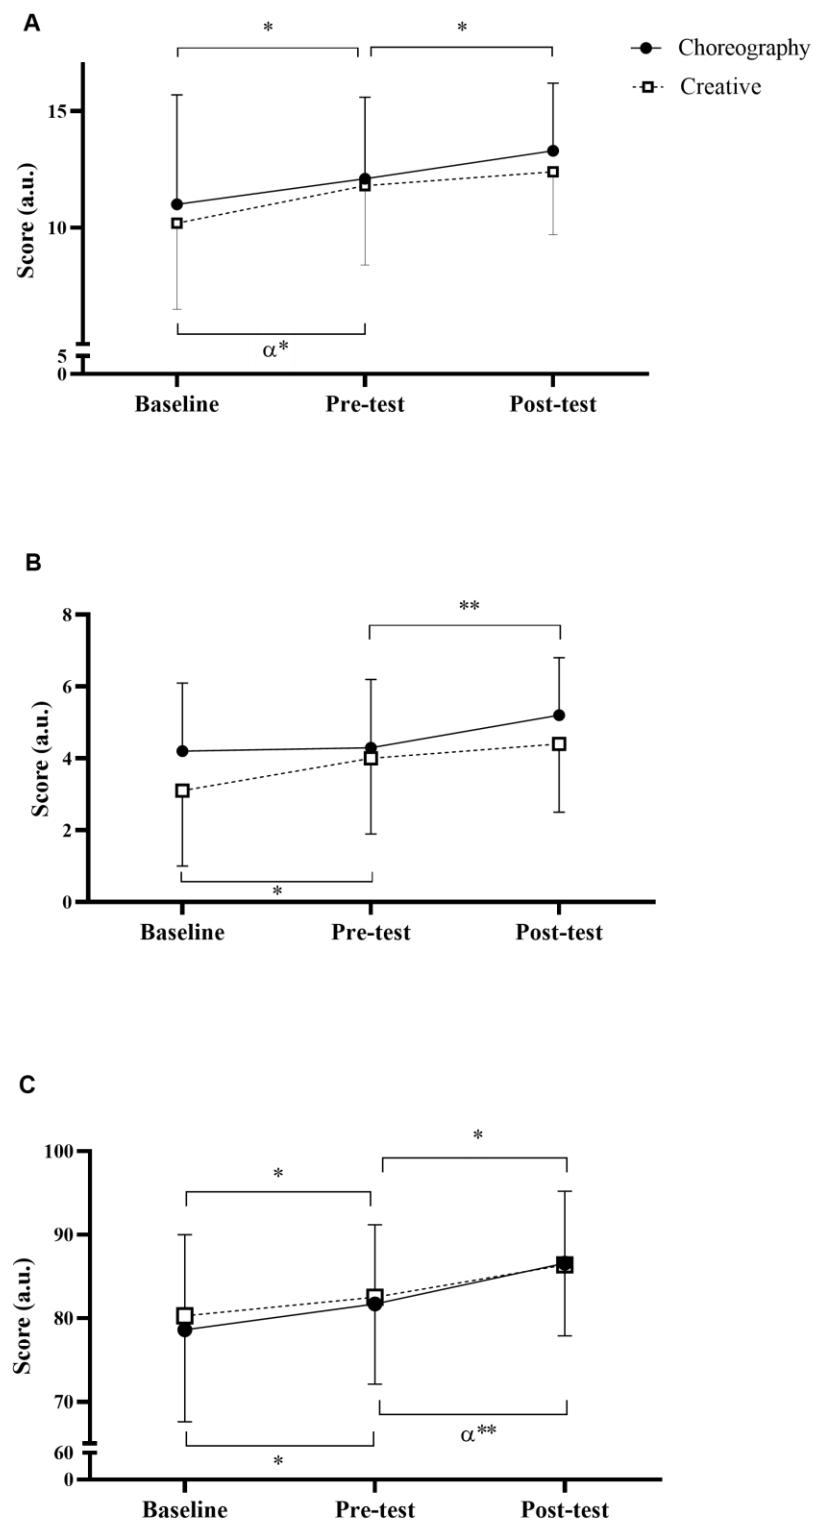 A
*
*
Choreography
Creative
15
10
5
0
Score (a.u.)
α*
Baseline Pre-test Post-test
B
**
8
6
4
2
0
Score (a.u.)
*
Baseline Pre-test Post-test
C
*
*
100
90
80
70
60
0
Score (a.u.)
α**
*
Baseline Pre-test Post-test